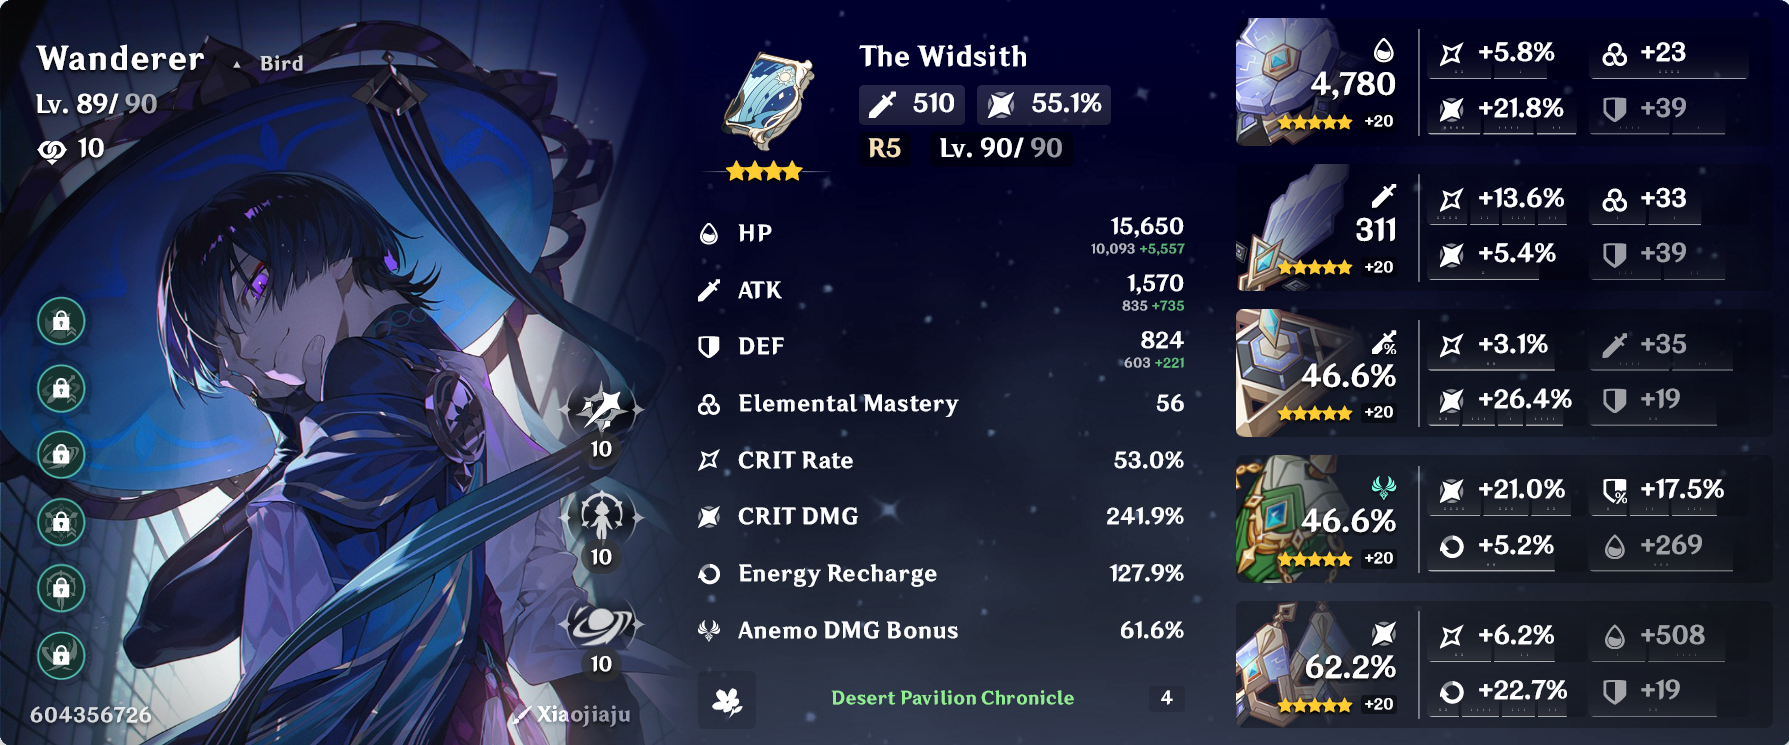 Wanderer ▲ Bird
Lv. 89/ 90
10
10
10
10
604356726
Xiaojiaju
The Widsith
510 55.1%
R5 Lv. 90/ 90
HP 15,650
10,093 +5,557
ATK 1,570
835 +735
DEF 824
603 +221
Elemental Mastery 56
CRIT Rate 53.0%
CRIT DMG 241.9%
Energy Recharge 127.9%
Anemo DMG Bonus 61.6%
Desert Pavilion Chronicle 4
4,780
+20
+5.8% +23
+21.8% +39
311
+20
+13.6% +33
+5.4% +39
%
46.6%
+20
+3.1% +35
+26.4% +19
46.6%
+20
+21.0% % +17.5%
+5.2% +269
62.2%
+20
+6.2% +508
+22.7% +19